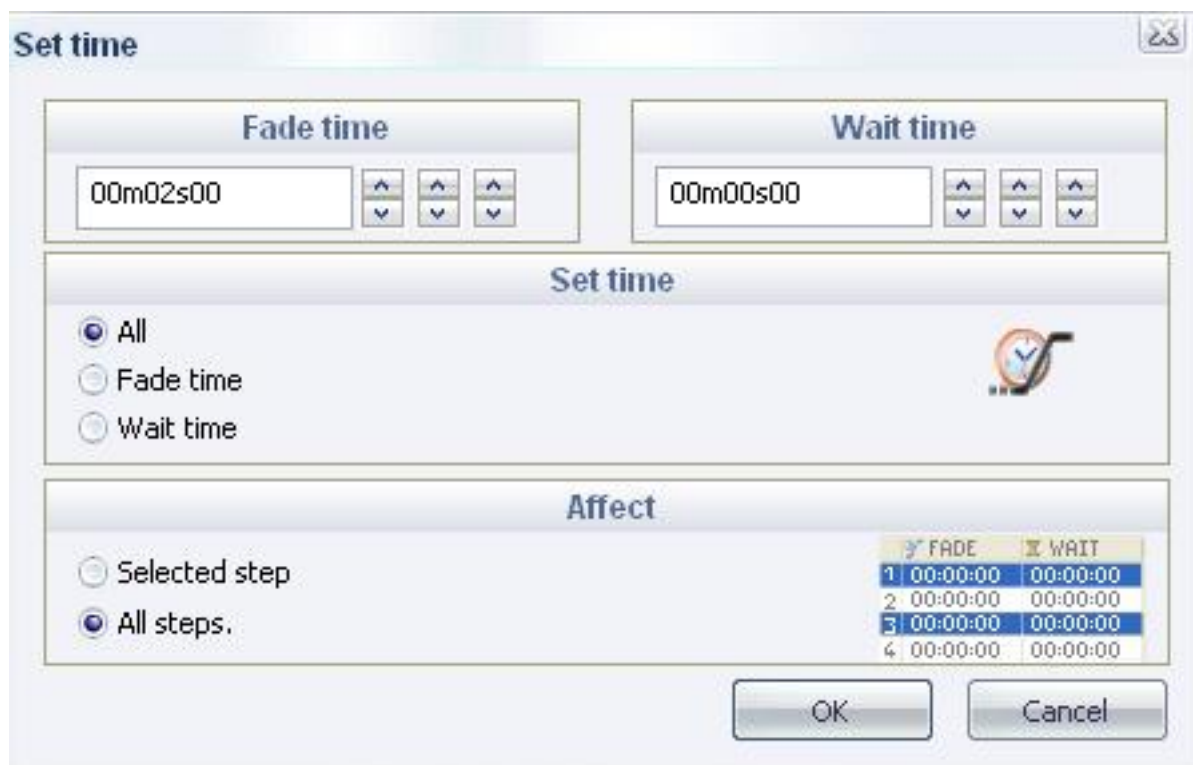 Set time
Fade time
Wait time
00m02s00
00m00s00
Set time
All
Fade time
Wait time
Affect
Selected step
All steps.
FADE WAIT
1 00:00:00 00:00:00
2 00:00:00 00:00:00
3 00:00:00 00:00:00
4 00:00:00 00:00:00
OK
Cancel